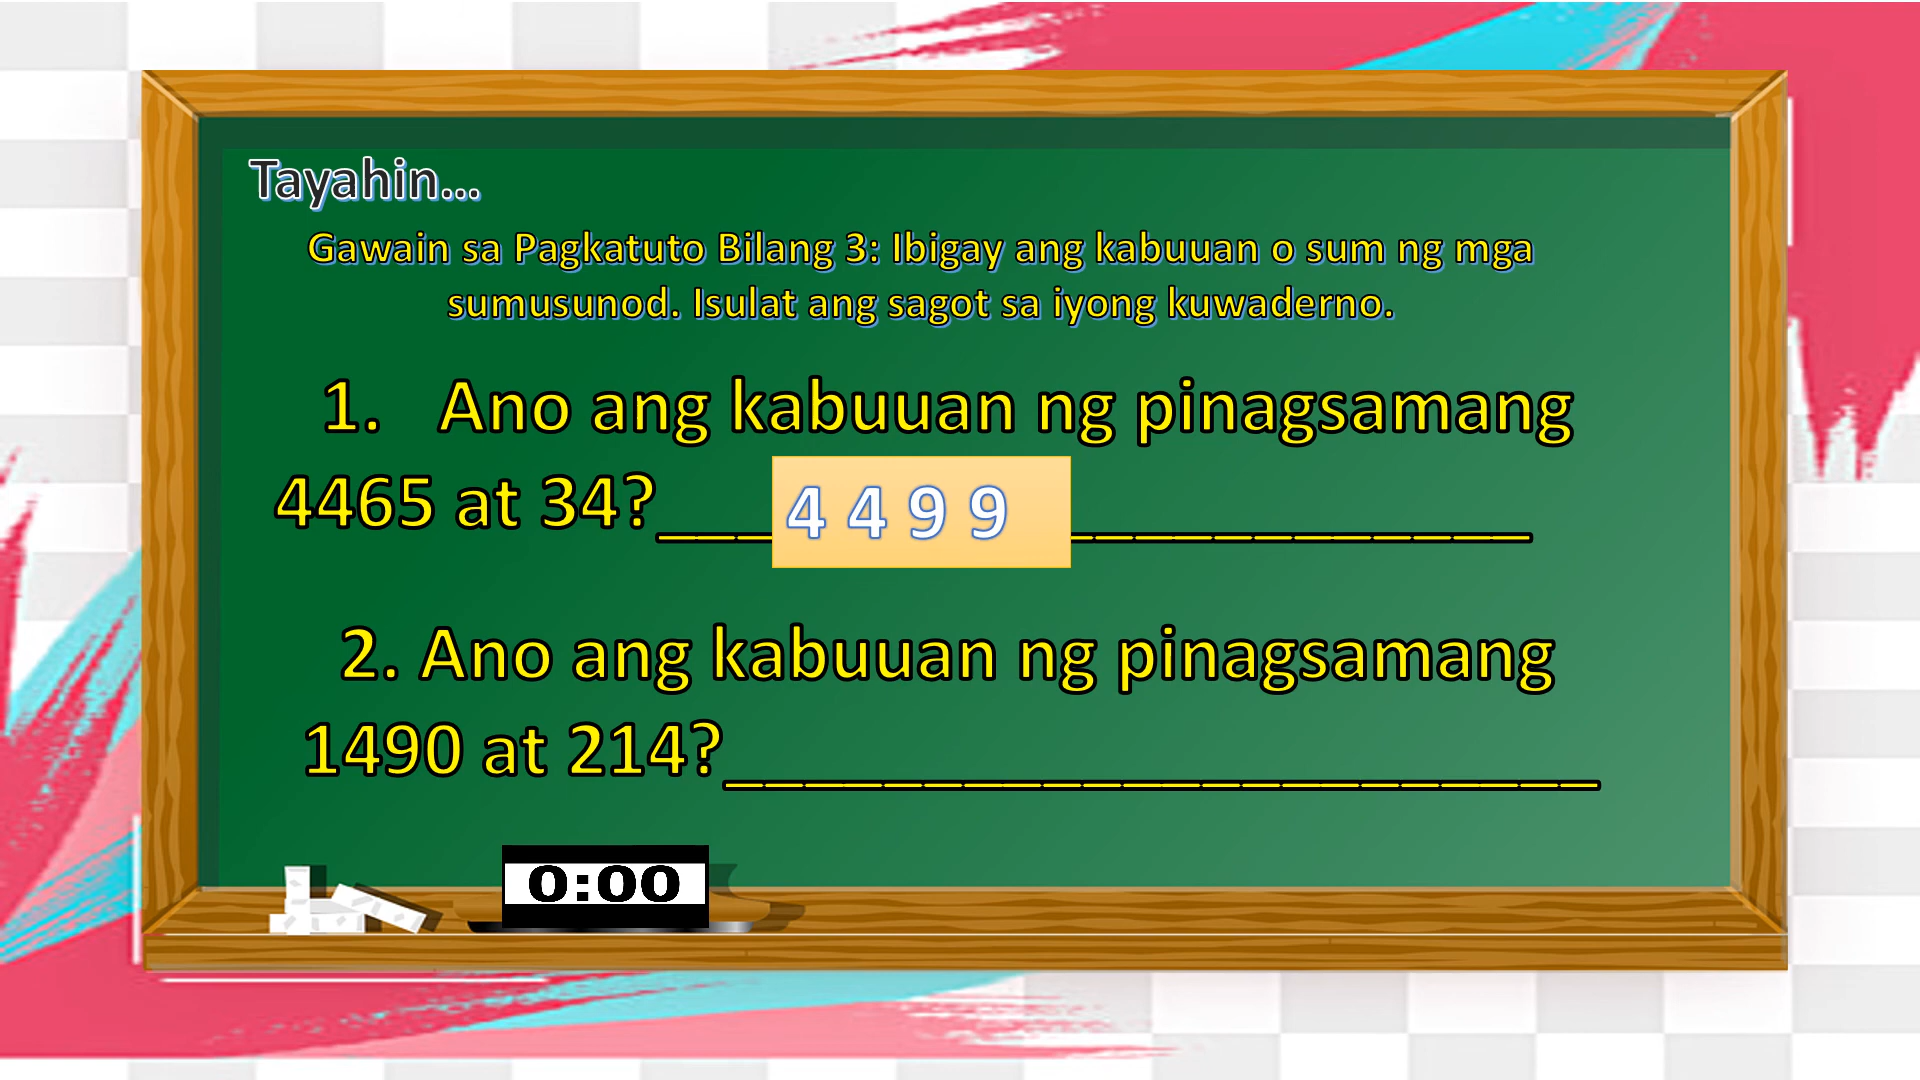 Tayahin...
Gawain sa Pagkatuto Bilang 3: Ibigay ang kabuuan o sum ng mga
sumusunod. Isulat ang sagot sa iyong kuwaderno.
1. Ano ang kabuuan ng pinagsamang
4465 at 34?___4 4 9 9____________
2. Ano ang kabuuan ng pinagsamang
1490 at 214?______________________
0:00